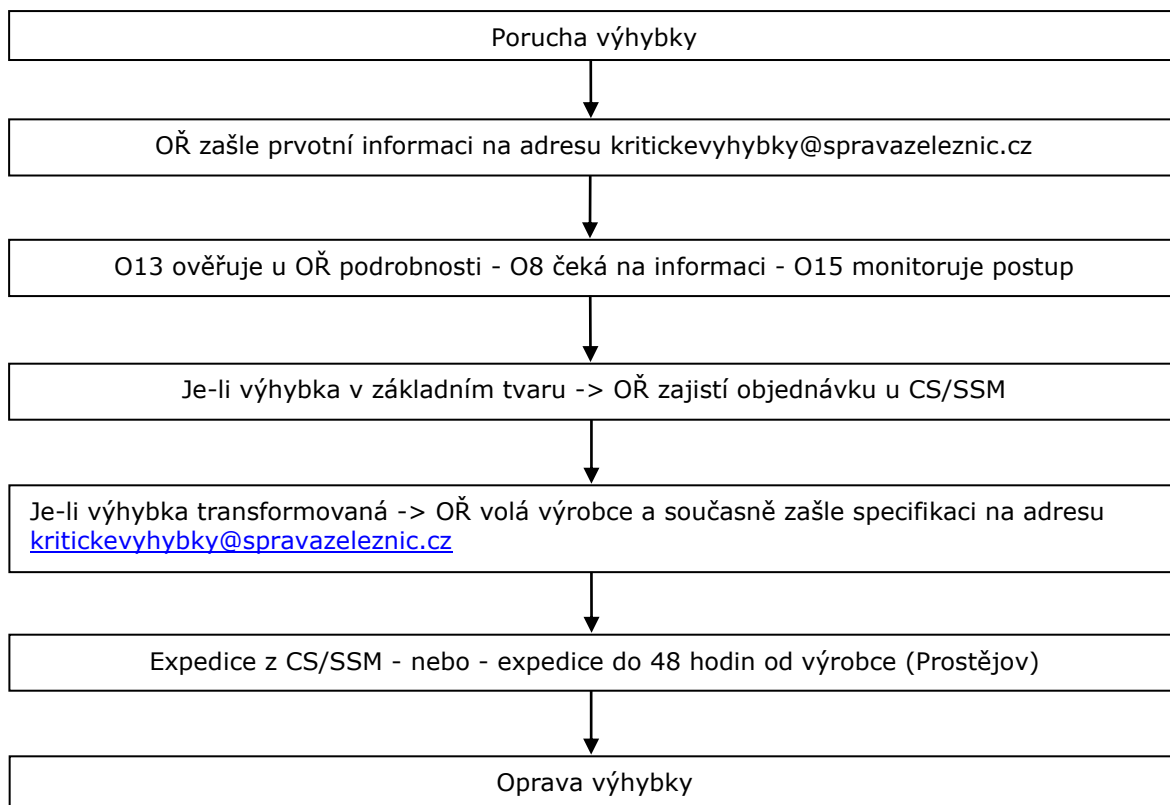 Porucha výhybky
OŘ zašle prvotní informaci na adresu kritickevyhybky@spravazeleznic.cz
O13 ověřuje u OŘ podrobnosti - O8 čeká na informaci - O15 monitoruje postup
Je-li výhybka v základním tvaru -> OŘ zajistí objednávku u CS/SSM
Je-li výhybka transformovaná -> OŘ volá výrobce a současně zašle specifikaci na adresu
kritickevyhybky@spravazeleznic.cz
Expedice z CS/SSM - nebo - expedice do 48 hodin od výrobce (Prostějov)
Oprava výhybky